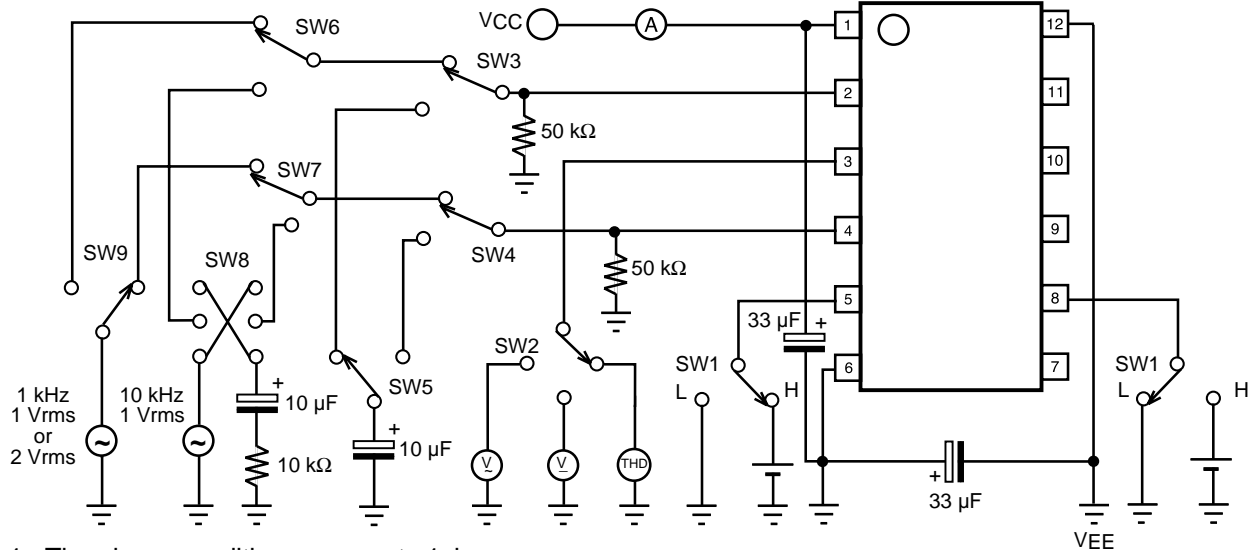 VCC
A
1
12
SW6
SW3
2
11
50 kΩ
SW7
3
10
SW4
4
9
50 kΩ
SW9
SW8
5
8
33 µF +
SW2
SW1
SW1
6
7
SW5
L
H
L
H
1 kHz
1 Vrms
or
2 Vrms
10 kHz
1 Vrms
+
10 µF
+
10 µF
10 kΩ
~
~
V
~
V
THD
+
33 µF
VEE